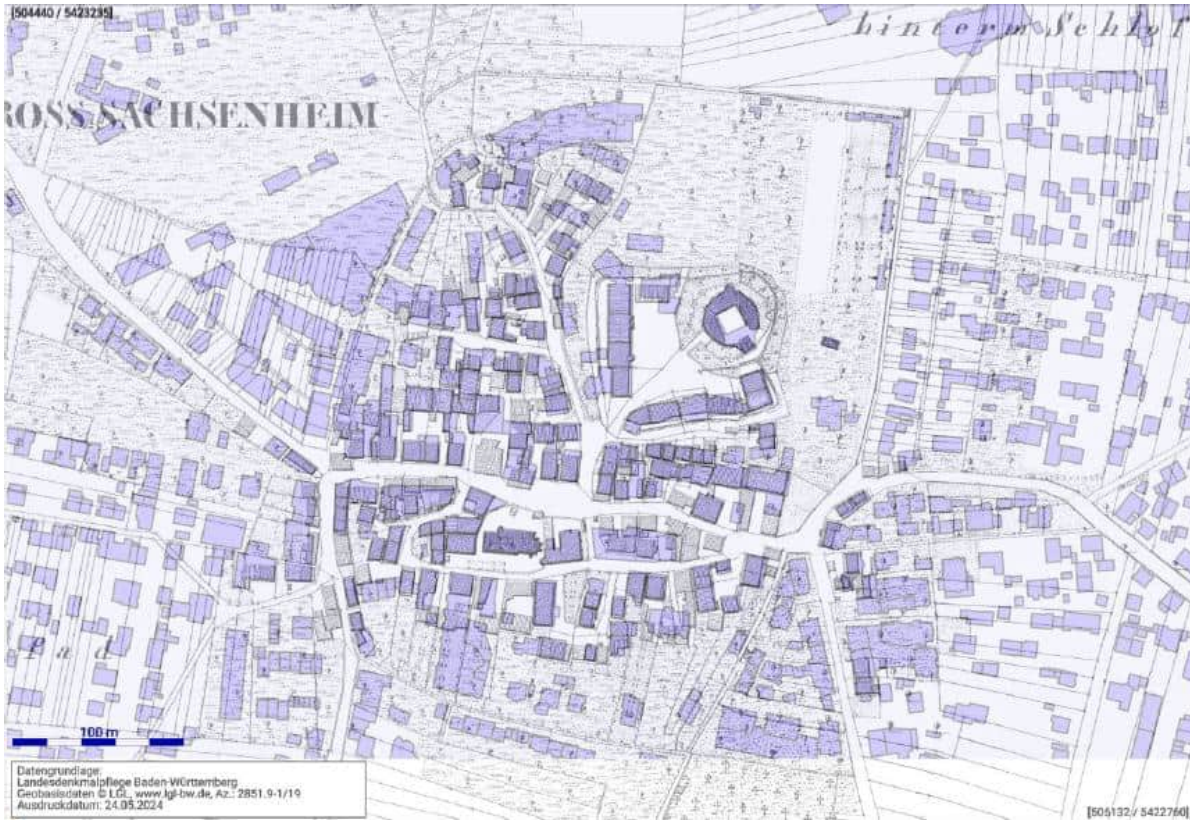 [504440 / 5423235]
hinterm Schloß
ROSS SACHSENHEIM
P a d
100 m
Datengrundlage:
Landesdenkmalpflege Baden-Württemberg
Geobasisdaten © LGL, www.lgl-bw.de, Az.: 2851.9-1/19
Ausdruckdatum: 24.05.2024
[505132 / 5422760]